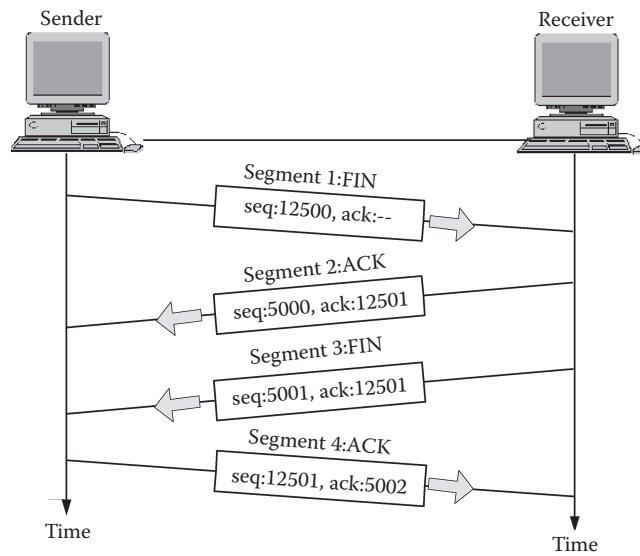 Sender
Receiver
Segment 1:FIN
seq:12500, ack:--
Segment 2:ACK
seq:5000, ack:12501
Segment 3:FIN
seq:5001, ack:12501
Segment 4:ACK
seq:12501, ack:5002
Time
Time